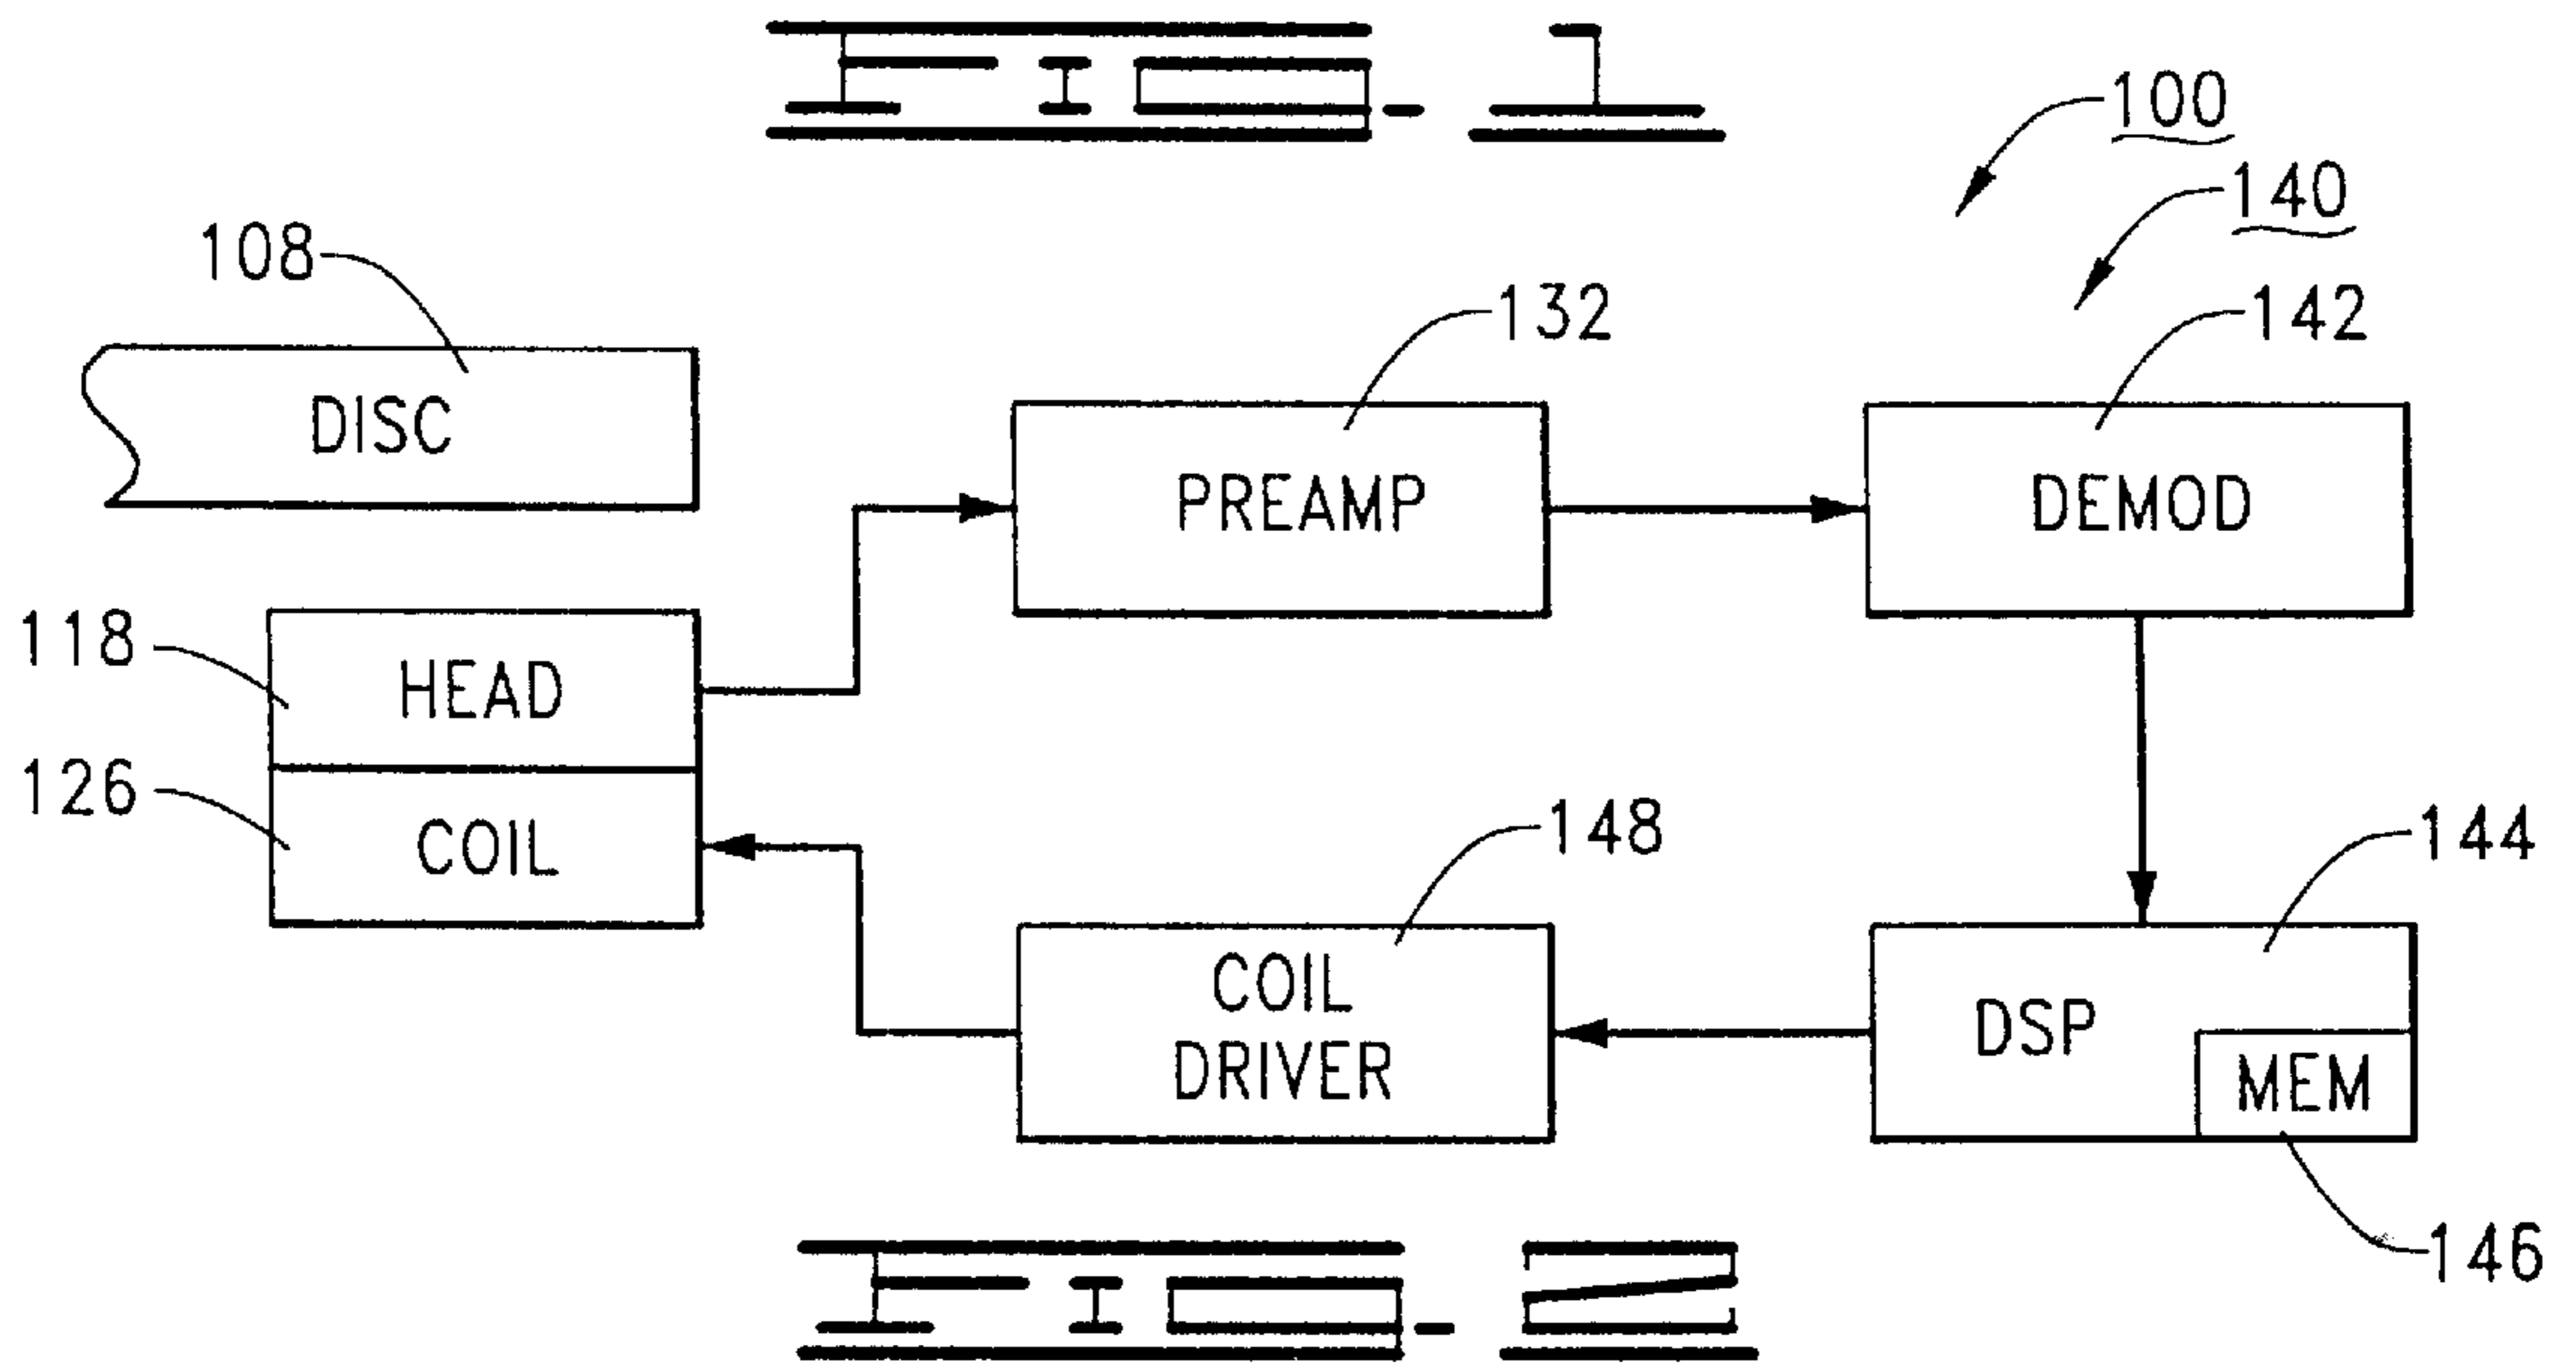 FIG. 1
100
140
108
132
142
DISC
PREAMP
DEMOD
118
HEAD
126
COIL
148
144
COIL
DRIVER
DSP
MEM
146
FIG. 2